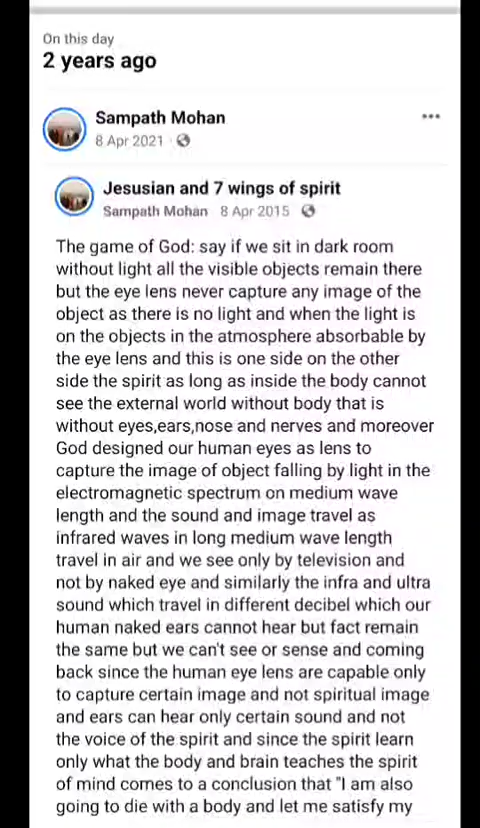 On this day
2 years ago
Sampath Mohan
8 Apr 2021
Jesusian and 7 wings of spirit
Sampath Mohan 8 Apr 2015
The game of God: say if we sit in dark room
without light all the visible objects remain there
but the eye lens never capture any image of the
object as there is no light and when the light is
on the objects in the atmosphere absorbable by
the eye lens and this is one side on the other
side the spirit as long as inside the body cannot
see the external world without body that is
without eyes,ears,nose and nerves and moreover
God designed our human eyes as lens to
capture the image of object falling by light in the
electromagnetic spectrum on medium wave
length and the sound and image travel as
infrared waves in long medium wave length
travel in air and we see only by television and
not by naked eye and similarly the infra and ultra
sound which travel in different decibel which our
human naked ears cannot hear but fact remain
the same but we can't see or sense and coming
back since the human eye lens are capable only
to capture certain image and not spiritual image
and ears can hear only certain sound and not
the voice of the spirit and since the spirit learn
only what the body and brain teaches the spirit
of mind comes to a conclusion that "I am also
going to die with a body and let me satisfy my